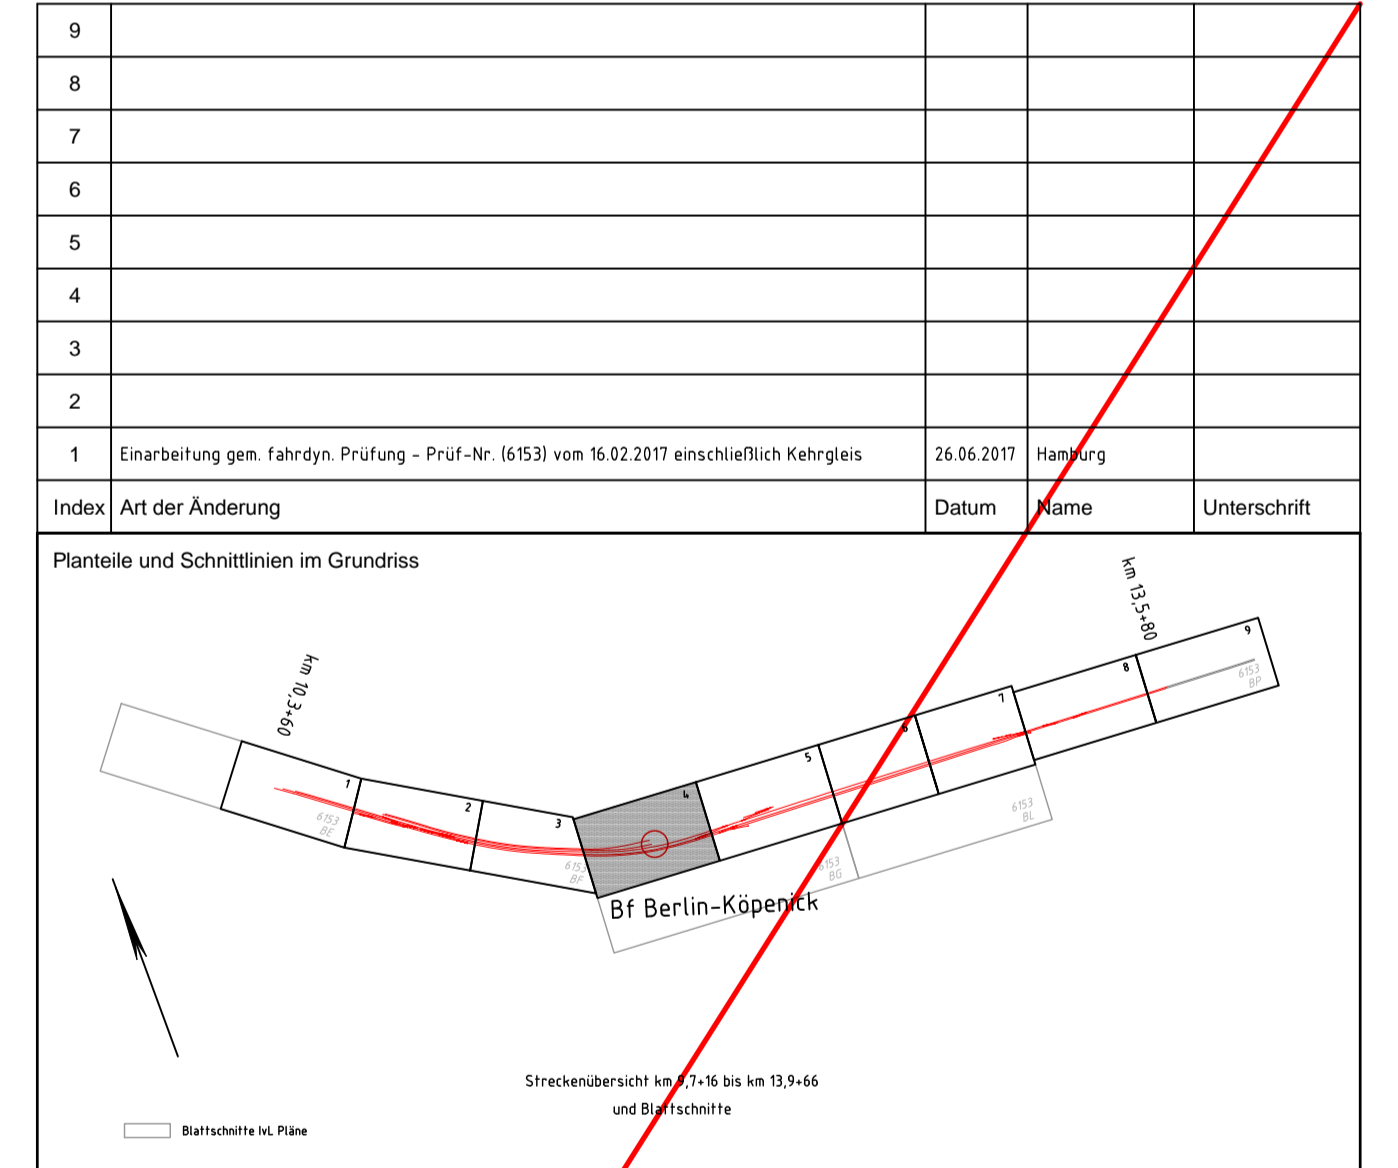 9
8
7
6
5
4
3
2
1 Einarbeitung gem. fahrdyn. Prüfung - Prüf-Nr. (6153) vom 16.02.2017 einschließlich Kehrgleis 26.06.2017 Hamburg
Index Art der Änderung Datum Name Unterschrift
Planteile und Schnittlinien im Grundriss
km 10,3+60
km 13,5+80
1
2
3
4
5
6
7
8
9
6153
BE
6153
BF
6153
BG
6153
BL
6153
BP
Bf Berlin-Köpenick
Streckenübersicht km 9,7+16 bis km 13,9+66
und Blattschnitte
Blattschnitte IvL Pläne